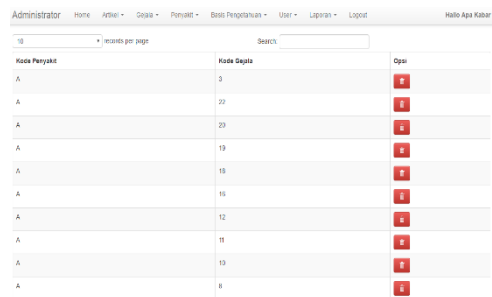 Administrator Home Artikel Gejala Penyakit Basis Pengetahuan User Laporan Logout Hallo Apa Kabar
10 records per page Search:
Kode Penyakit Kode Gejala Opsi
A 3
A 22
A 20
A 19
A 18
A 16
A 12
A 11
A 10
A 8